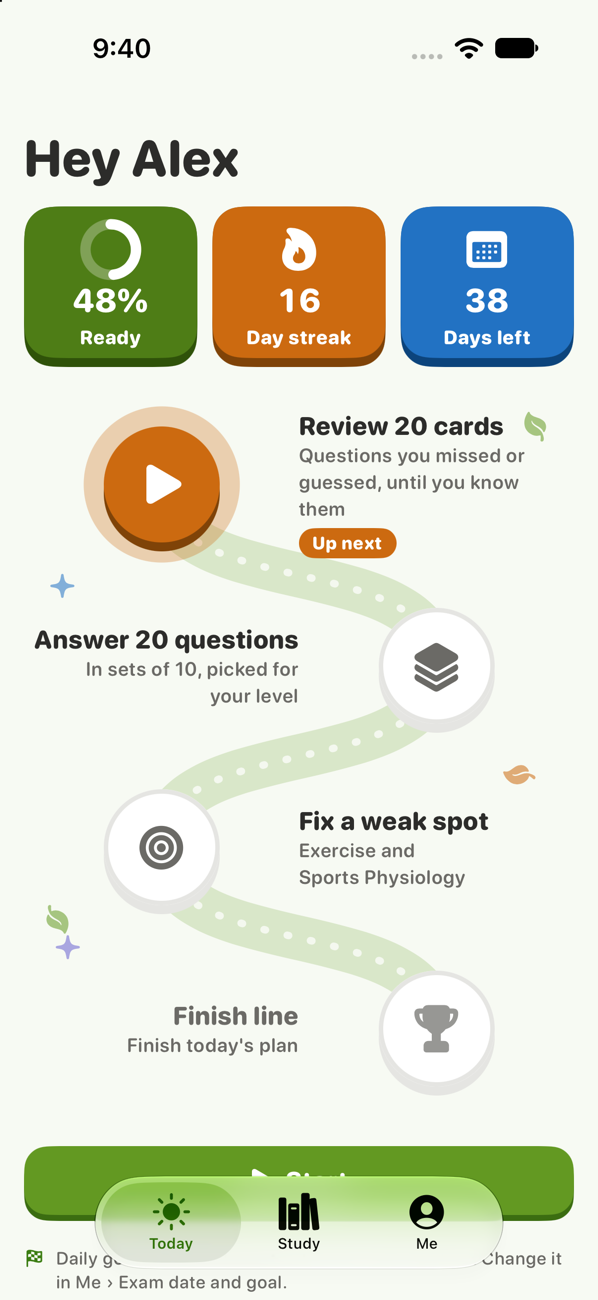 9:40
Hey Alex
48%
Ready
16
Day streak
38
Days left
Review 20 cards
Questions you missed or
guessed, until you know
them
Up next
Answer 20 questions
In sets of 10, picked for
your level
Fix a weak spot
Exercise and
Sports Physiology
Finish line
Finish today's plan
Today
Study
Me
Daily Change it
in Me › Exam date and goal.